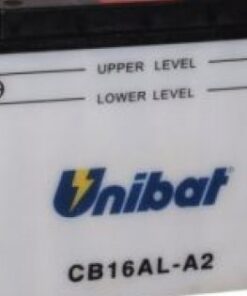 UPPER LEVEL
LOWER LEVEL
Unibat
CB16AL-A2